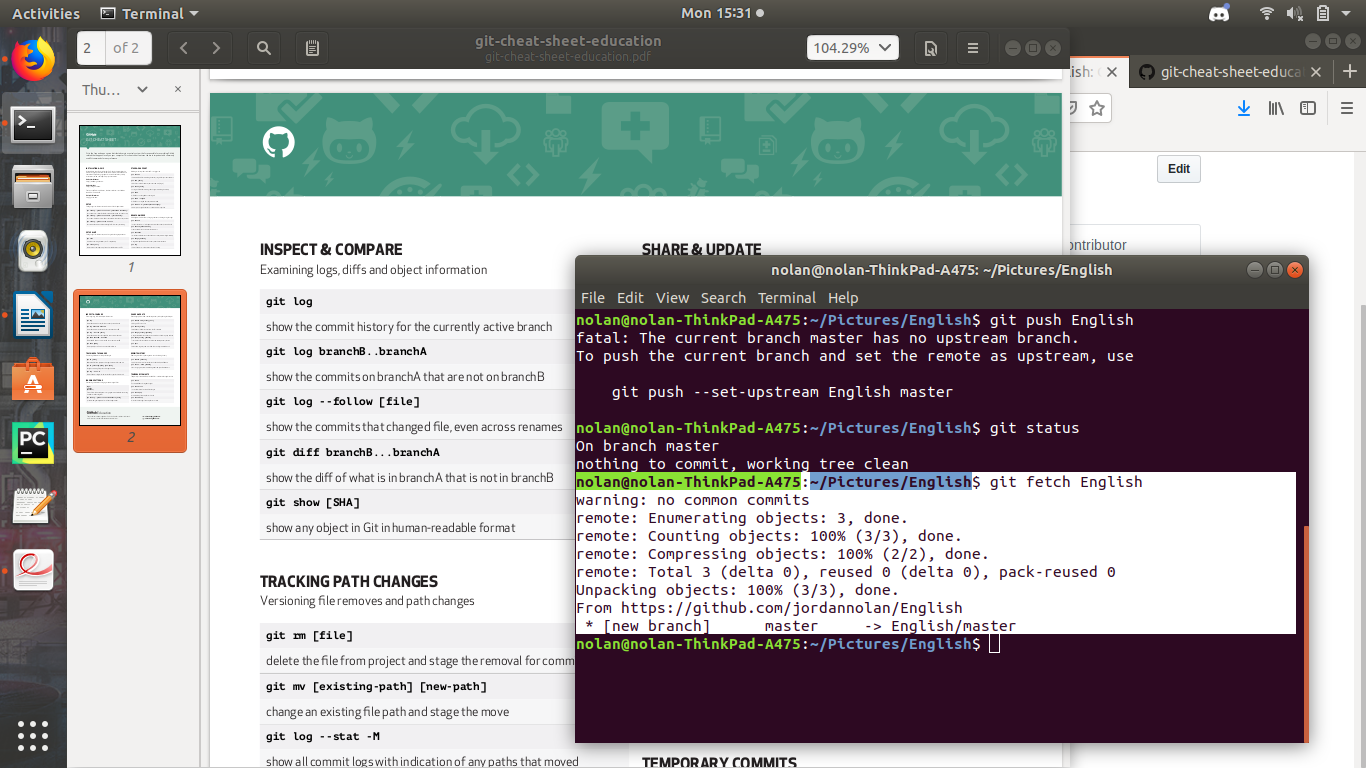 Activities
Terminal
Mon 15:31
2
of 2
git-cheat-sheet-education
git-cheat-sheet-education.pdf
104.29%
Thu...
1
2
git-cheat-sheet-educa
Edit
ontributor
INSPECT & COMPARE
Examining logs, diffs and object information
git log
show the commit history for the currently active branch
git log branchB..branchA
show the commits on branchA that are not on branchB
git log --follow [file]
show the commits that changed file, even across renames
git diff branchB...branchA
show the diff of what is in branchA that is not in branchB
git show [SHA]
show any object in Git in human-readable format
TRACKING PATH CHANGES
Versioning file removes and path changes
git rm [file]
delete the file from project and stage the removal for comm
git mv [existing-path] [new-path]
change an existing file path and stage the move
git log --stat -M
show all commit logs with indication of any paths that moved
SHARE & UPDATE
TEMPORARY COMMITS
nolan@nolan-ThinkPad-A475: ~/Pictures/English
File Edit View Search Terminal Help
nolan@nolan-ThinkPad-A475:~/Pictures/English$ git push English
fatal: The current branch master has no upstream branch.
To push the current branch and set the remote as upstream, use
git push --set-upstream English master
nolan@nolan-ThinkPad-A475:~/Pictures/English$ git status
On branch master
nothing to commit, working tree clean
nolan@nolan-ThinkPad-A475:~/Pictures/English$ git fetch English
warning: no common commits
remote: Enumerating objects: 3, done.
remote: Counting objects: 100% (3/3), done.
remote: Compressing objects: 100% (2/2), done.
remote: Total 3 (delta 0), reused 0 (delta 0), pack-reused 0
Unpacking objects: 100% (3/3), done.
From https://github.com/jordannolan/English
* [new branch] master -> English/master
nolan@nolan-ThinkPad-A475:~/Pictures/English$
PC